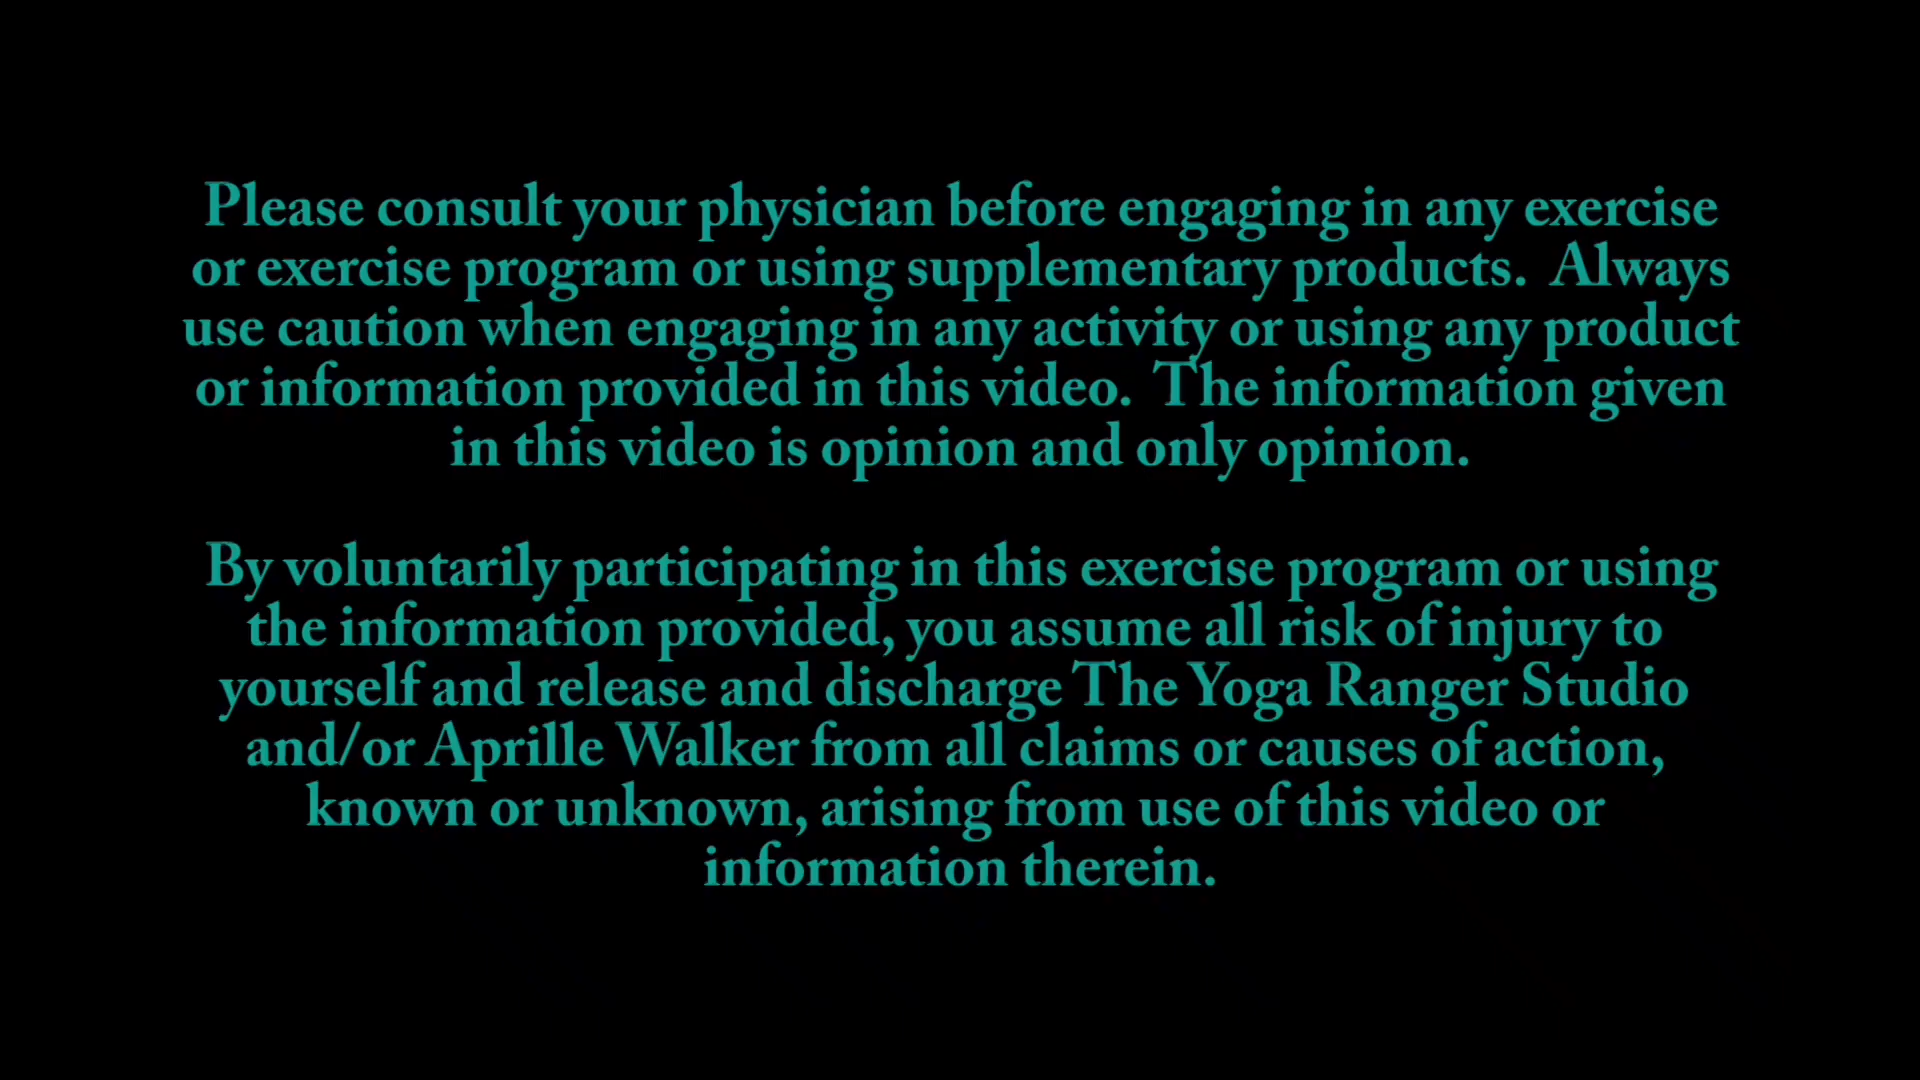 Please consult your physician before engaging in any exercise
or exercise program or using supplementary products.  Always
use caution when engaging in any activity or using any product
or information provided in this video.  The information given
in this video is opinion and only opinion.
By voluntarily participating in this exercise program or using
the information provided, you assume all risk of injury to
yourself and release and discharge The Yoga Ranger Studio
and/or Aprille Walker from all claims or causes of action,
known or unknown, arising from use of this video or
information therein.